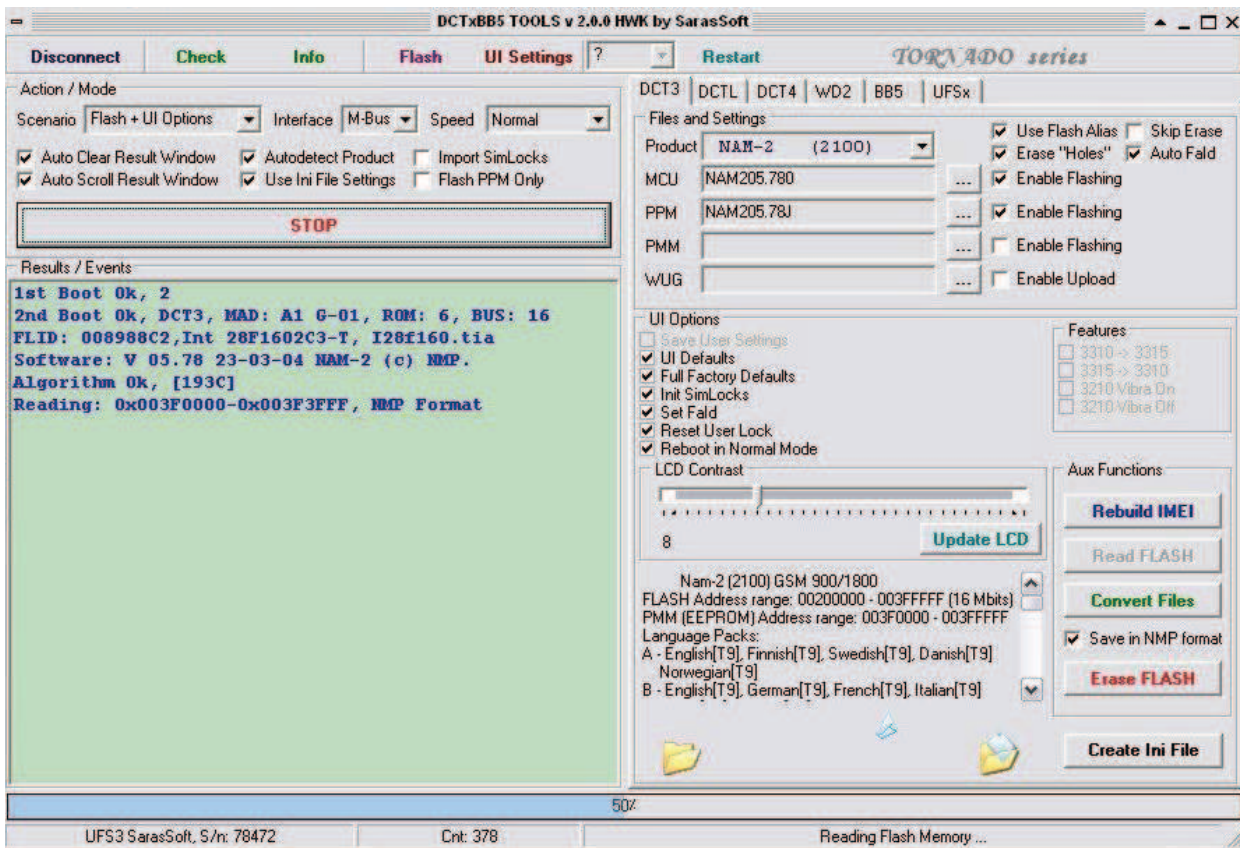 DCTxBB5 TOOLS v 2.0.0 HWK by SarasSoft
Disconnect Check Info Flash UI Settings ? Restart TORNADO series
Action / Mode
Scenario Flash + UI Options Interface M-Bus Speed Normal
Auto Clear Result Window Autodetect Product Import SimLocks
Auto Scroll Result Window Use Ini File Settings Flash PPM Only
STOP
Results / Events
1st Boot Ok, 2
2nd Boot Ok, DCT3, MAD: A1 G-01, ROM: 6, BUS: 16
FLID: 008988C2,Int 28F1602C3-T, I28f160.tia
Software: V 05.78 23-03-04 NAM-2 (c) NMP.
Algorithm Ok, [193C]
Reading: 0x003F0000-0x003F3FFF, NMP Format
DCT3 DCTL DCT4 WD2 BB5 UFSx
Files and Settings
Product NAM-2 (2100)
Use Flash Alias Skip Erase
Erase "Holes" Auto Fald
MCU NAM205.780 ... Enable Flashing
PPM NAM205.78J ... Enable Flashing
PMM ... Enable Flashing
WUG ... Enable Upload
UI Options
Save User Settings
UI Defaults
Full Factory Defaults
Init SimLocks
Set Fald
Reset User Lock
Reboot in Normal Mode
Features
3310 -> 3315
3315 -> 3310
3210 Vibra On
3210 Vibra Off
LCD Contrast
8 Update LCD
Nam-2 (2100) GSM 900/1800
FLASH Address range: 00200000 - 003FFFFF (16 Mbits)
PMM (EEPROM) Address range: 003F0000 - 003FFFFF
Language Packs:
A - English[T9], Finnish[T9], Swedish[T9], Danish[T9]
Norwegian[T9]
B - English[T9], German[T9], French[T9], Italian[T9]
Aux Functions
Rebuild IMEI
Read FLASH
Convert Files
Save in NMP format
Erase FLASH
Create Ini File
50%
UFS3 SarasSoft, S/n: 78472 Cnt: 378 Reading Flash Memory ...